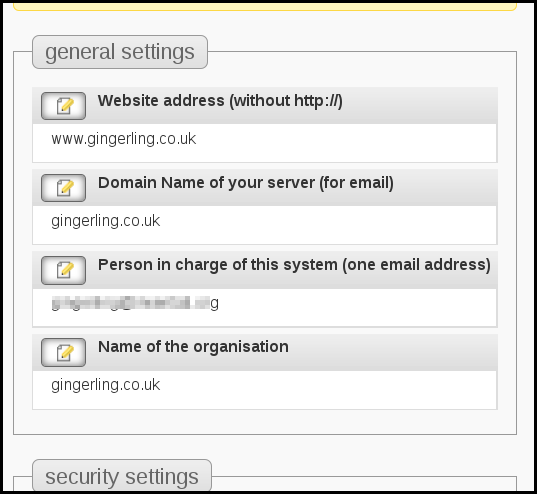 general settings
Website address (without http://)
www.gingerling.co.uk
Domain Name of your server (for email)
gingerling.co.uk
Person in charge of this system (one email address)
Name of the organisation
gingerling.co.uk
security settings